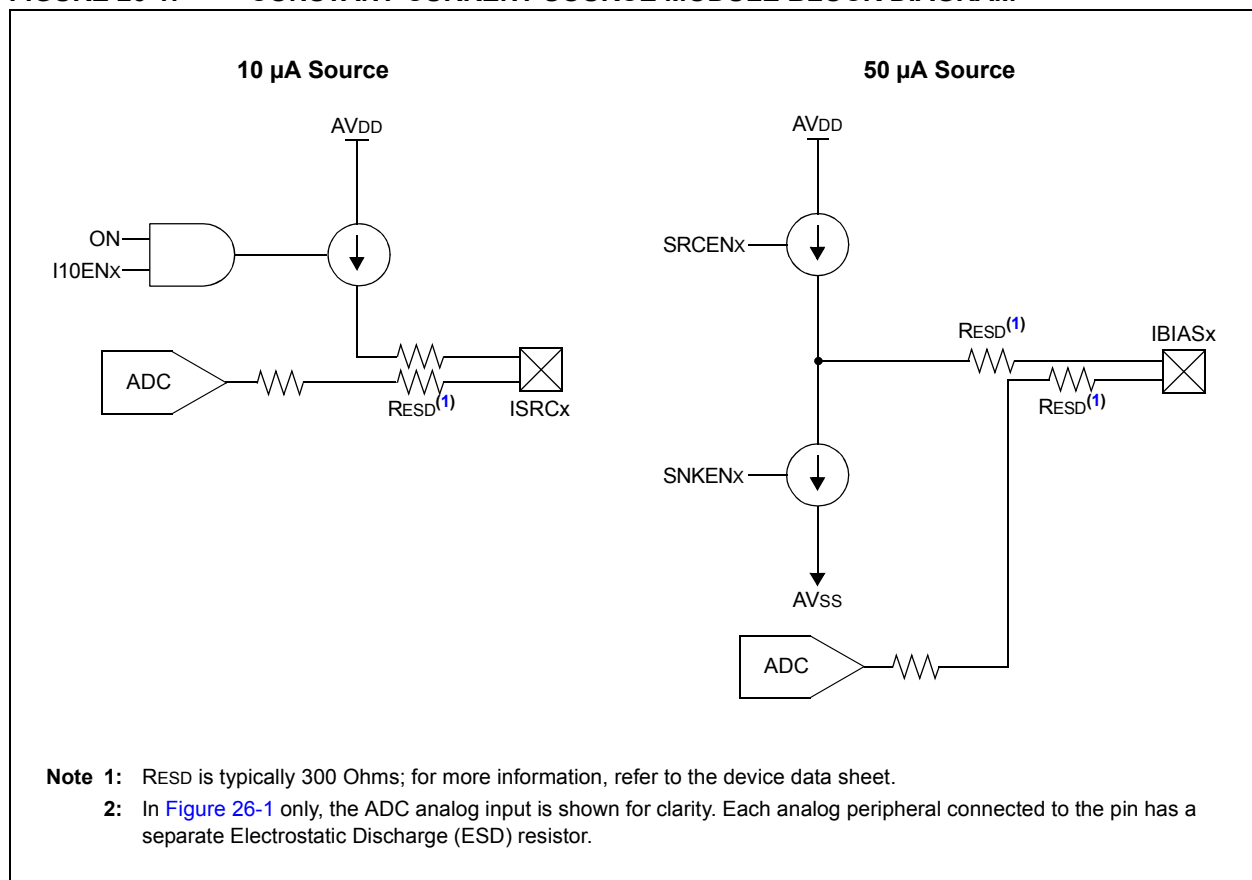 10 µA Source
50 µA Source
AVDD
AVDD
ON
I10ENx
SRCENx
RESD(1)
IBIASx
ADC
RESD(1)
ISRCx
RESD(1)
SNKENx
AVSS
ADC
Note 1: RESD is typically 300 Ohms; for more information, refer to the device data sheet.
2: In Figure 26-1 only, the ADC analog input is shown for clarity. Each analog peripheral connected to the pin has a
separate Electrostatic Discharge (ESD) resistor.